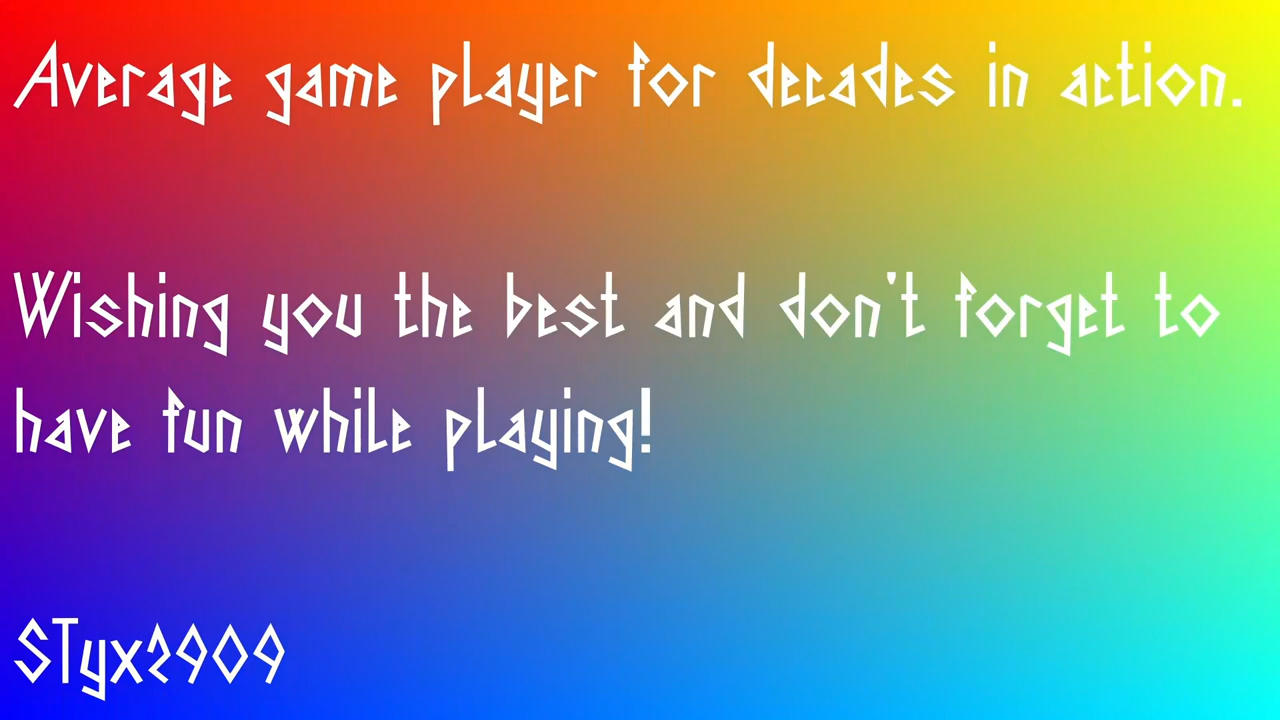 Average game player for decades in action.
Wishing you the best and don't forget to
have fun while playing!
STyx2909